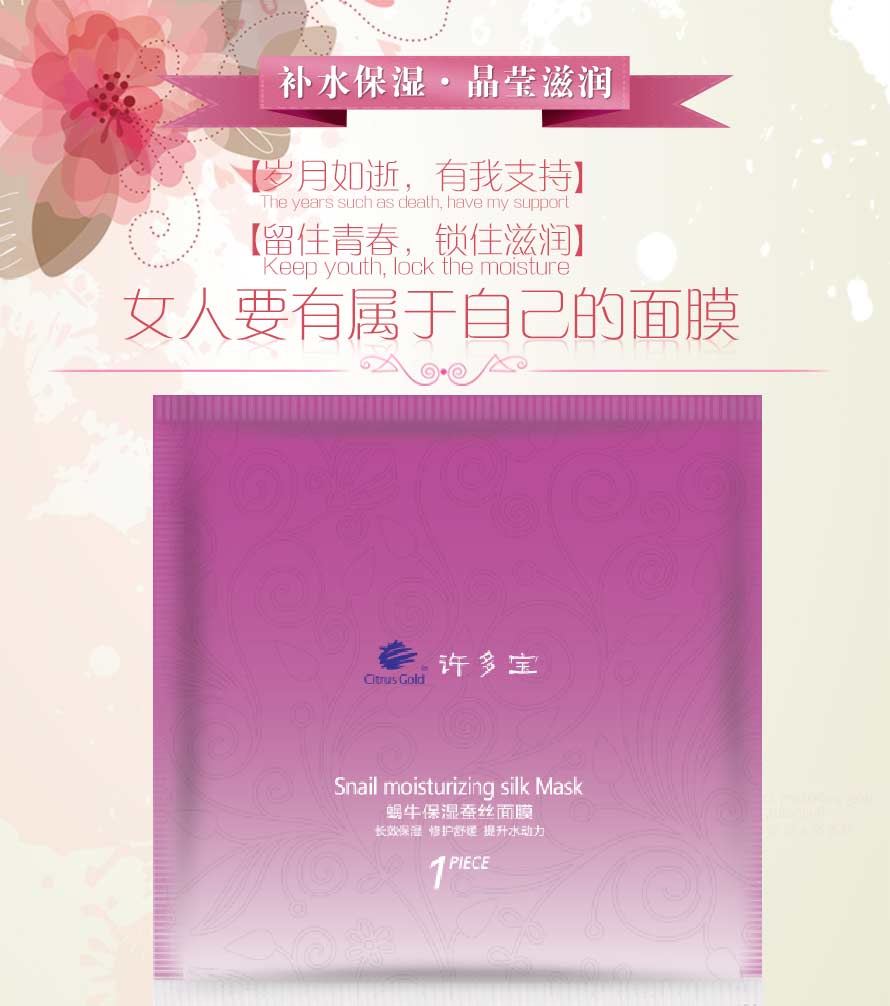 补水保湿·晶莹滋润
【岁月如逝，有我支持】
The years such as death, have my support
【留住青春，锁住滋润】
Keep youth, lock the moisture
女人要有属于自己的面膜
Citrus Gold 许多宝
Snail moisturizing silk Mask
蝸牛保湿蚕丝面膜
长效保湿 修护舒缓 提升水动力
1 PIECE